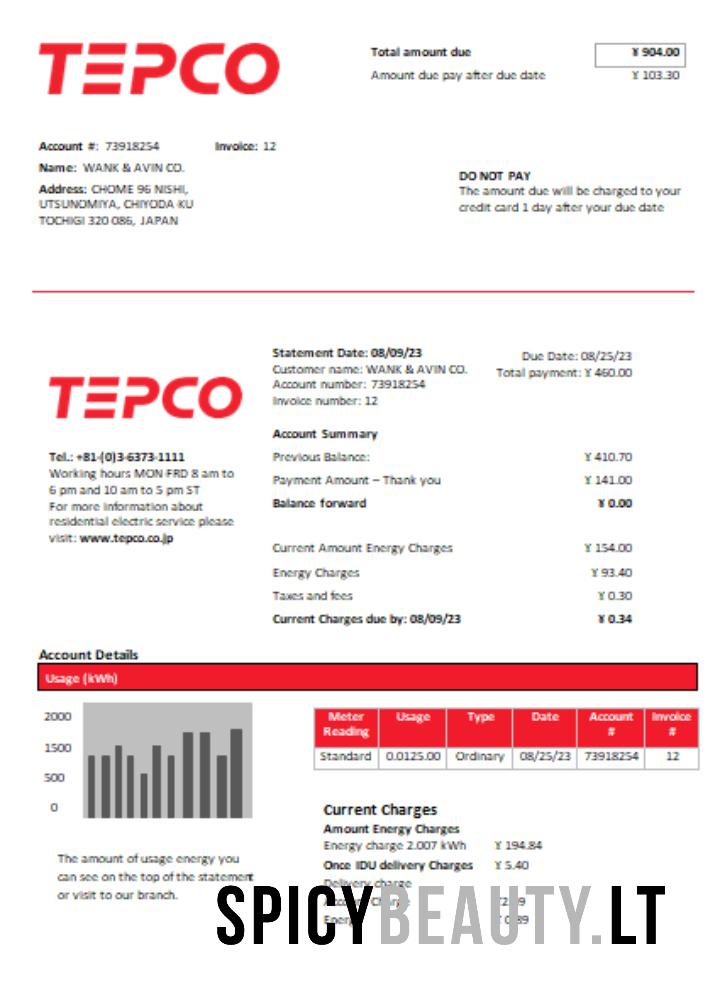 TEPCO
Total amount due ¥ 904.00
Amount due pay after due date ¥ 103.30
Account #: 73918254 Invoice: 12
Name: WANK & AVIN CO.
Address: CHOME 96 NISHI,
UTSUNOMIYA, CHIYODA KU
TOCHIGI 320 086, JAPAN
DO NOT PAY
The amount due will be charged to your
credit card 1 day after your due date
TEPCO
Tel.: +81-(0)3-6373-1111
Working hours MON-FRD 8 am to
6 pm and 10 am to 5 pm ST
For more information about
residential electric service please
visit: www.tepco.co.jp
Statement Date: 08/09/23
Customer name: WANK & AVIN CO.
Account number: 73918254
Invoice number: 12
Due Date: 08/25/23
Total payment: ¥ 460.00
Account Summary
Previous Balance: ¥ 410.70
Payment Amount – Thank you ¥ 141.00
Balance forward ¥ 0.00
Current Amount Energy Charges ¥ 154.00
Energy Charges ¥ 93.40
Taxes and fees ¥ 0.30
Current Charges due by: 08/09/23 ¥ 0.34
Account Details
Usage (kWh)
2000
1500
500
0
The amount of usage energy you
can see on the top of the statement
or visit to our branch.
Meter Reading Usage Type Date Account # Invoice #
Standard 0.0125.00 Ordinary 08/25/23 73918254 12
Current Charges
Amount Energy Charges
Energy charge 2.007 kWh ¥ 194.84
Once IDU delivery Charges ¥ 5.40
Delivery charge
SPICYBEAUTY.LT